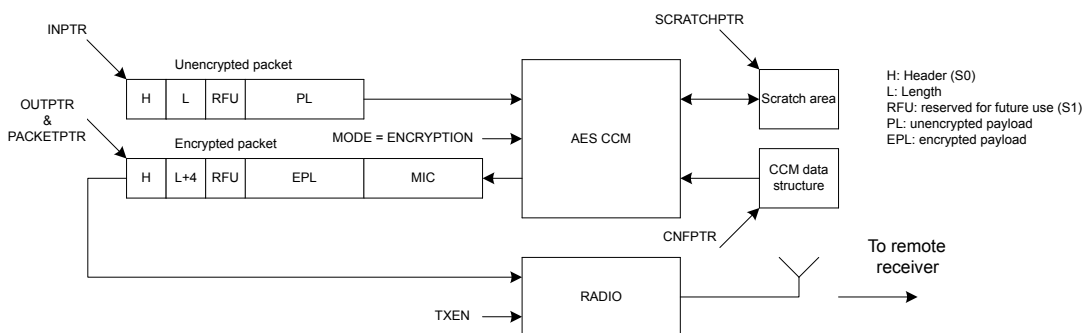 SCRATCHPTR
INPTR
Unencrypted packet
H L RFU PL
OUTPTR
&
PACKETPTR
MODE = ENCRYPTION
AES CCM
Scratch area
H: Header (S0)
L: Length
RFU: reserved for future use (S1)
PL: unencrypted payload
EPL: encrypted payload
Encrypted packet
H L+4 RFU EPL MIC
CCM data
structure
CNFPTR
To remote
receiver
RADIO
TXEN